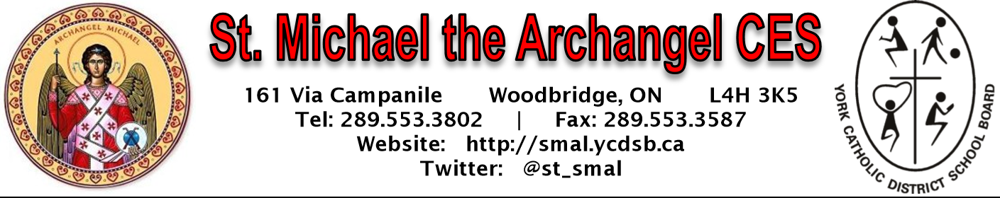 ARCHANGEL MICHAEL
St. Michael the Archangel CES
161 Via Campanile Woodbridge, ON L4H 3K5
Tel: 289.553.3802 | Fax: 289.553.3587
Website: http://smal.ycdsb.ca
Twitter: @st_smal
YORK CATHOLIC DISTRICT SCHOOL BOARD